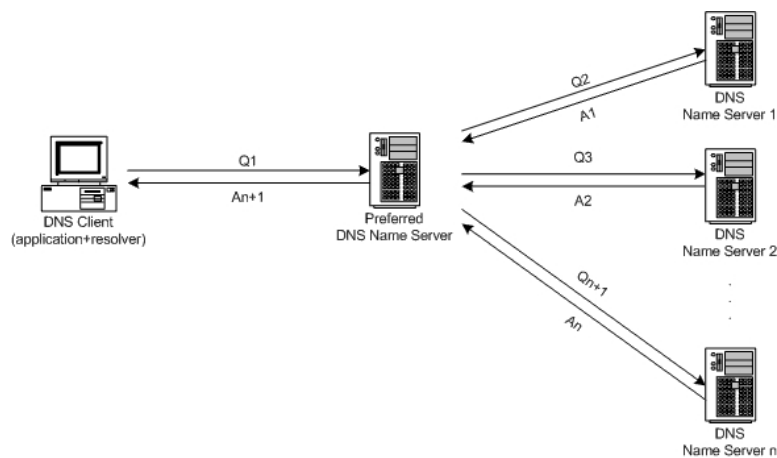 Q2
A1
DNS
Name Server 1
Q1
An+1
DNS Client
(application+resolver)
Preferred
DNS Name Server
Q3
A2
DNS
Name Server 2
Qn+1
An
.
.
.
DNS
Name Server n